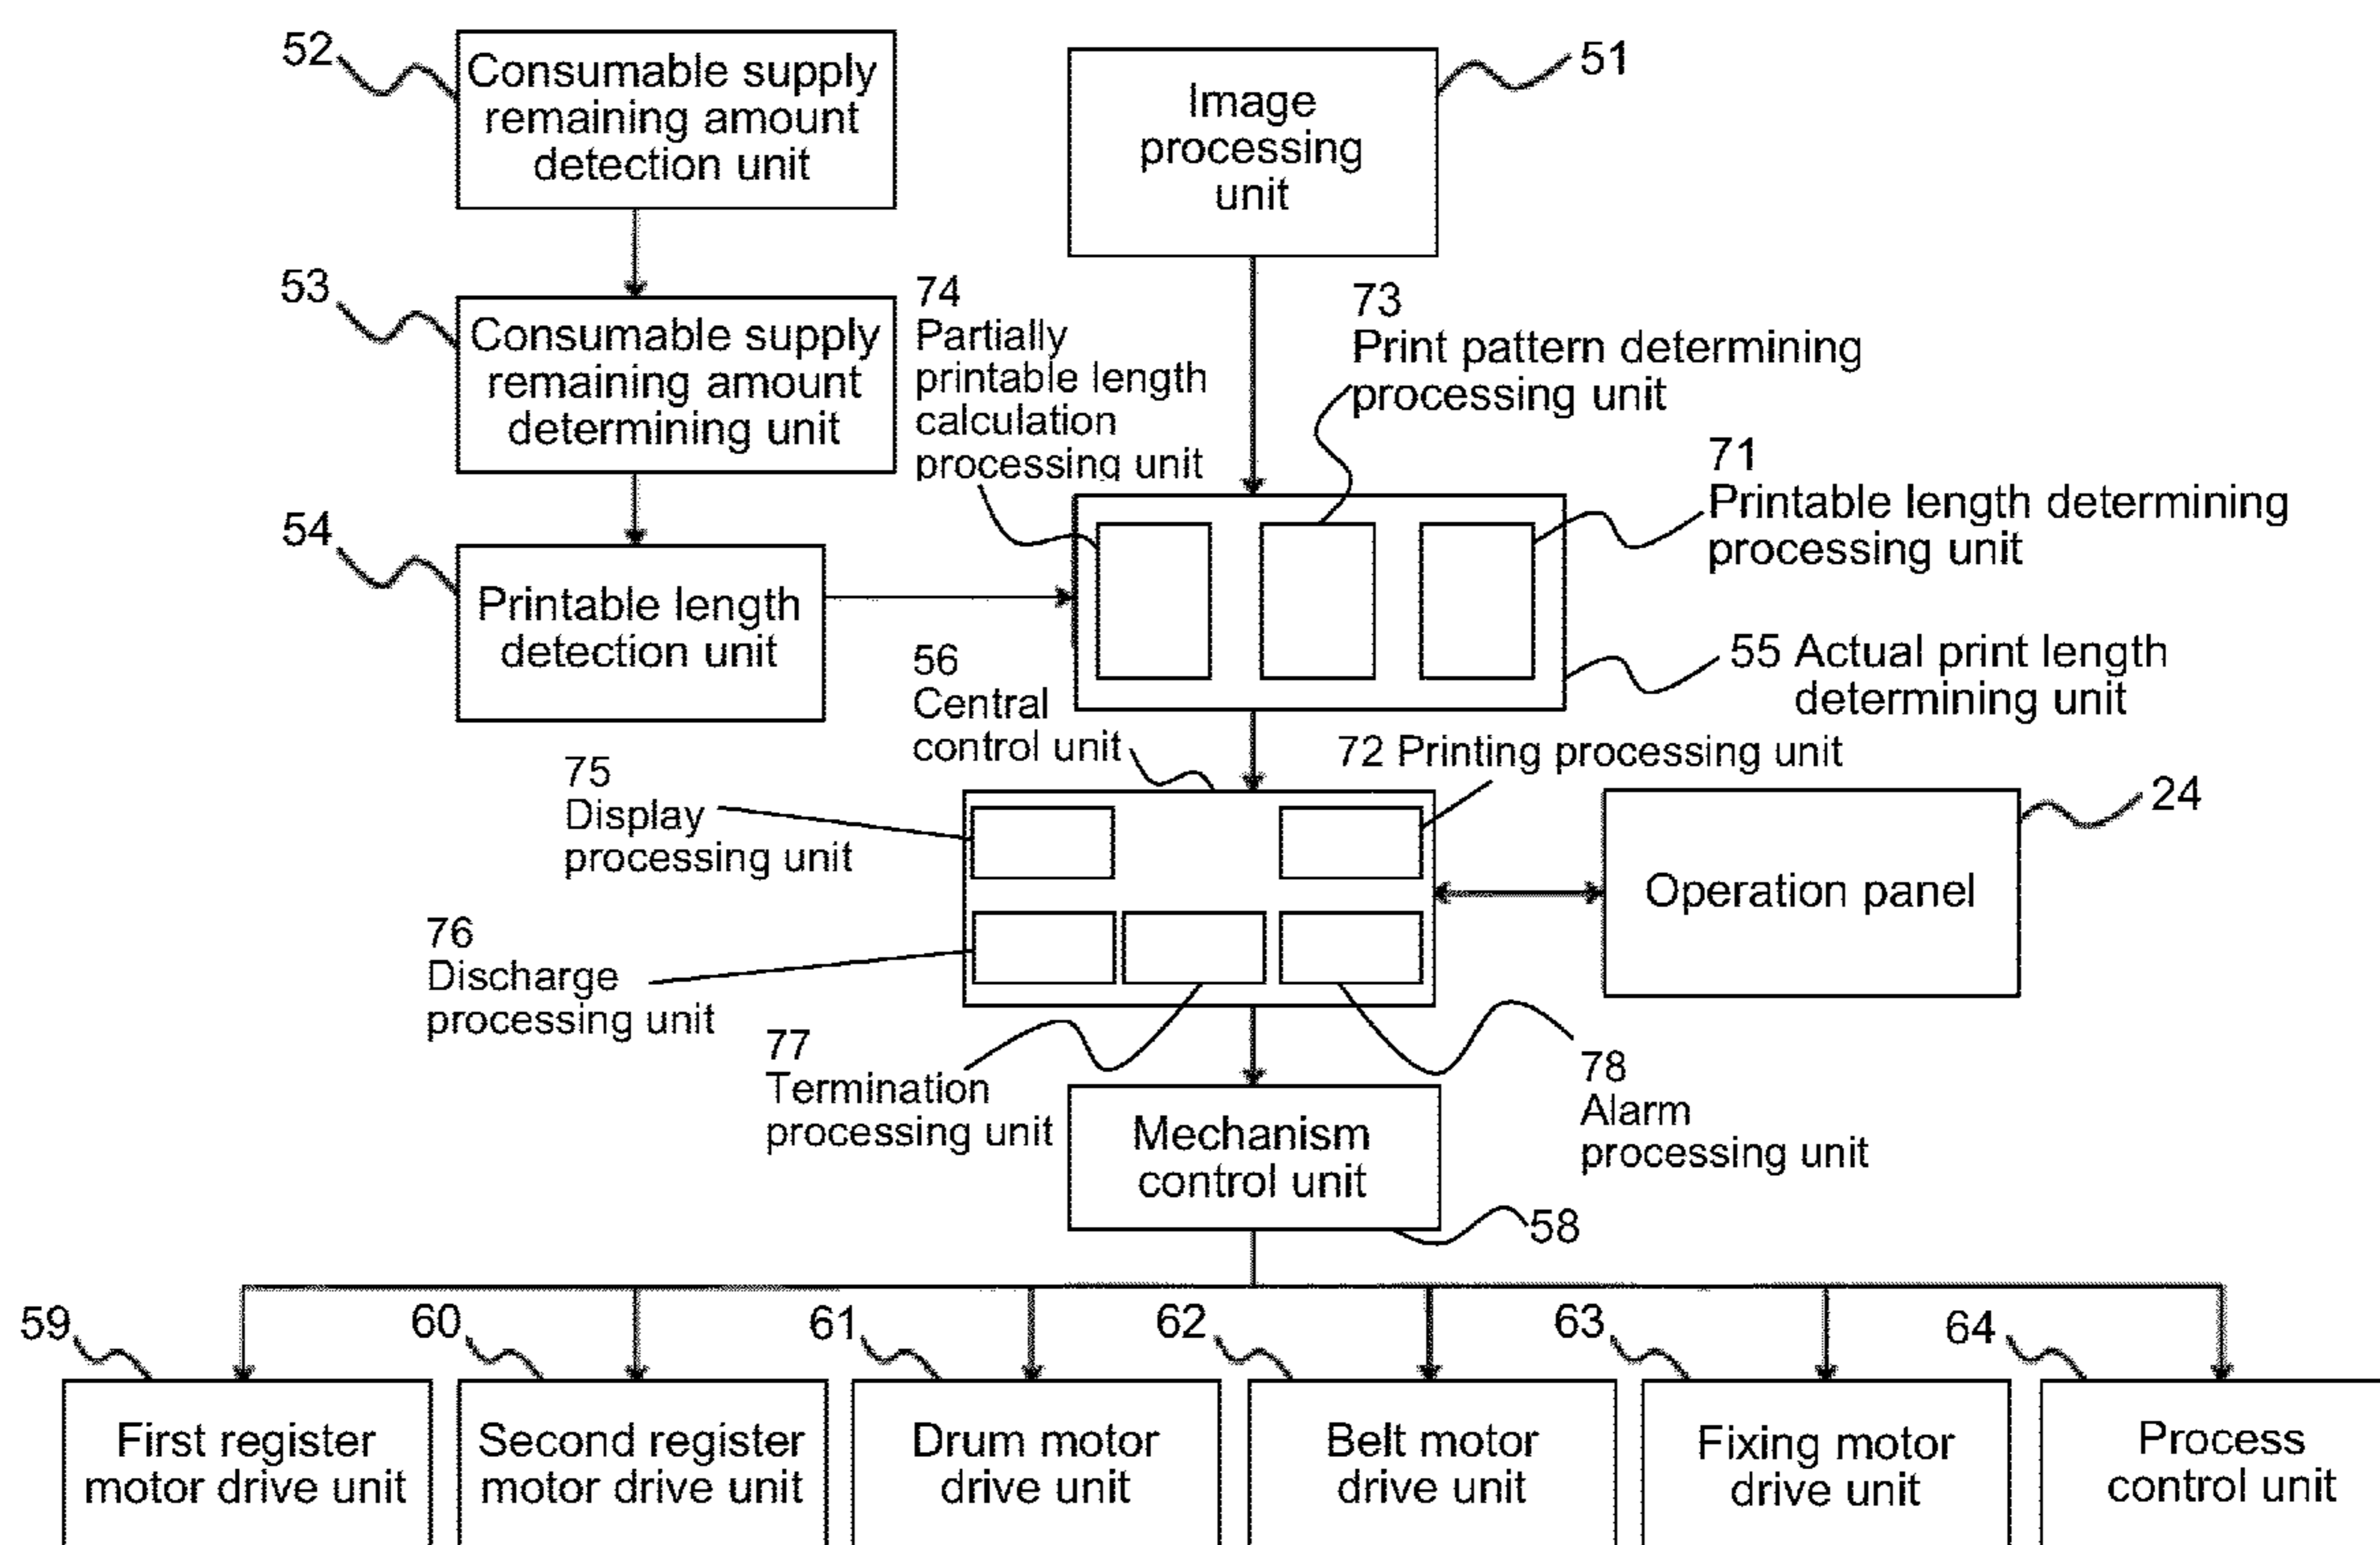 52
Consumable supply
remaining amount
detection unit
Image
processing
unit
51
53
Consumable supply
remaining amount
determining unit
74
Partially
printable length
calculation
processing unit
73
Print pattern determining
processing unit
71
Printable length determining
processing unit
54
Printable length
detection unit
55 Actual print length
determining unit
56
Central
control unit
72 Printing processing unit
75
Display
processing unit
24
Operation panel
76
Discharge
processing unit
77
Termination
processing unit
78
Alarm
processing unit
Mechanism
control unit
58
59
First register
motor drive unit
60
Second register
motor drive unit
61
Drum motor
drive unit
62
Belt motor
drive unit
63
Fixing motor
drive unit
64
Process
control unit